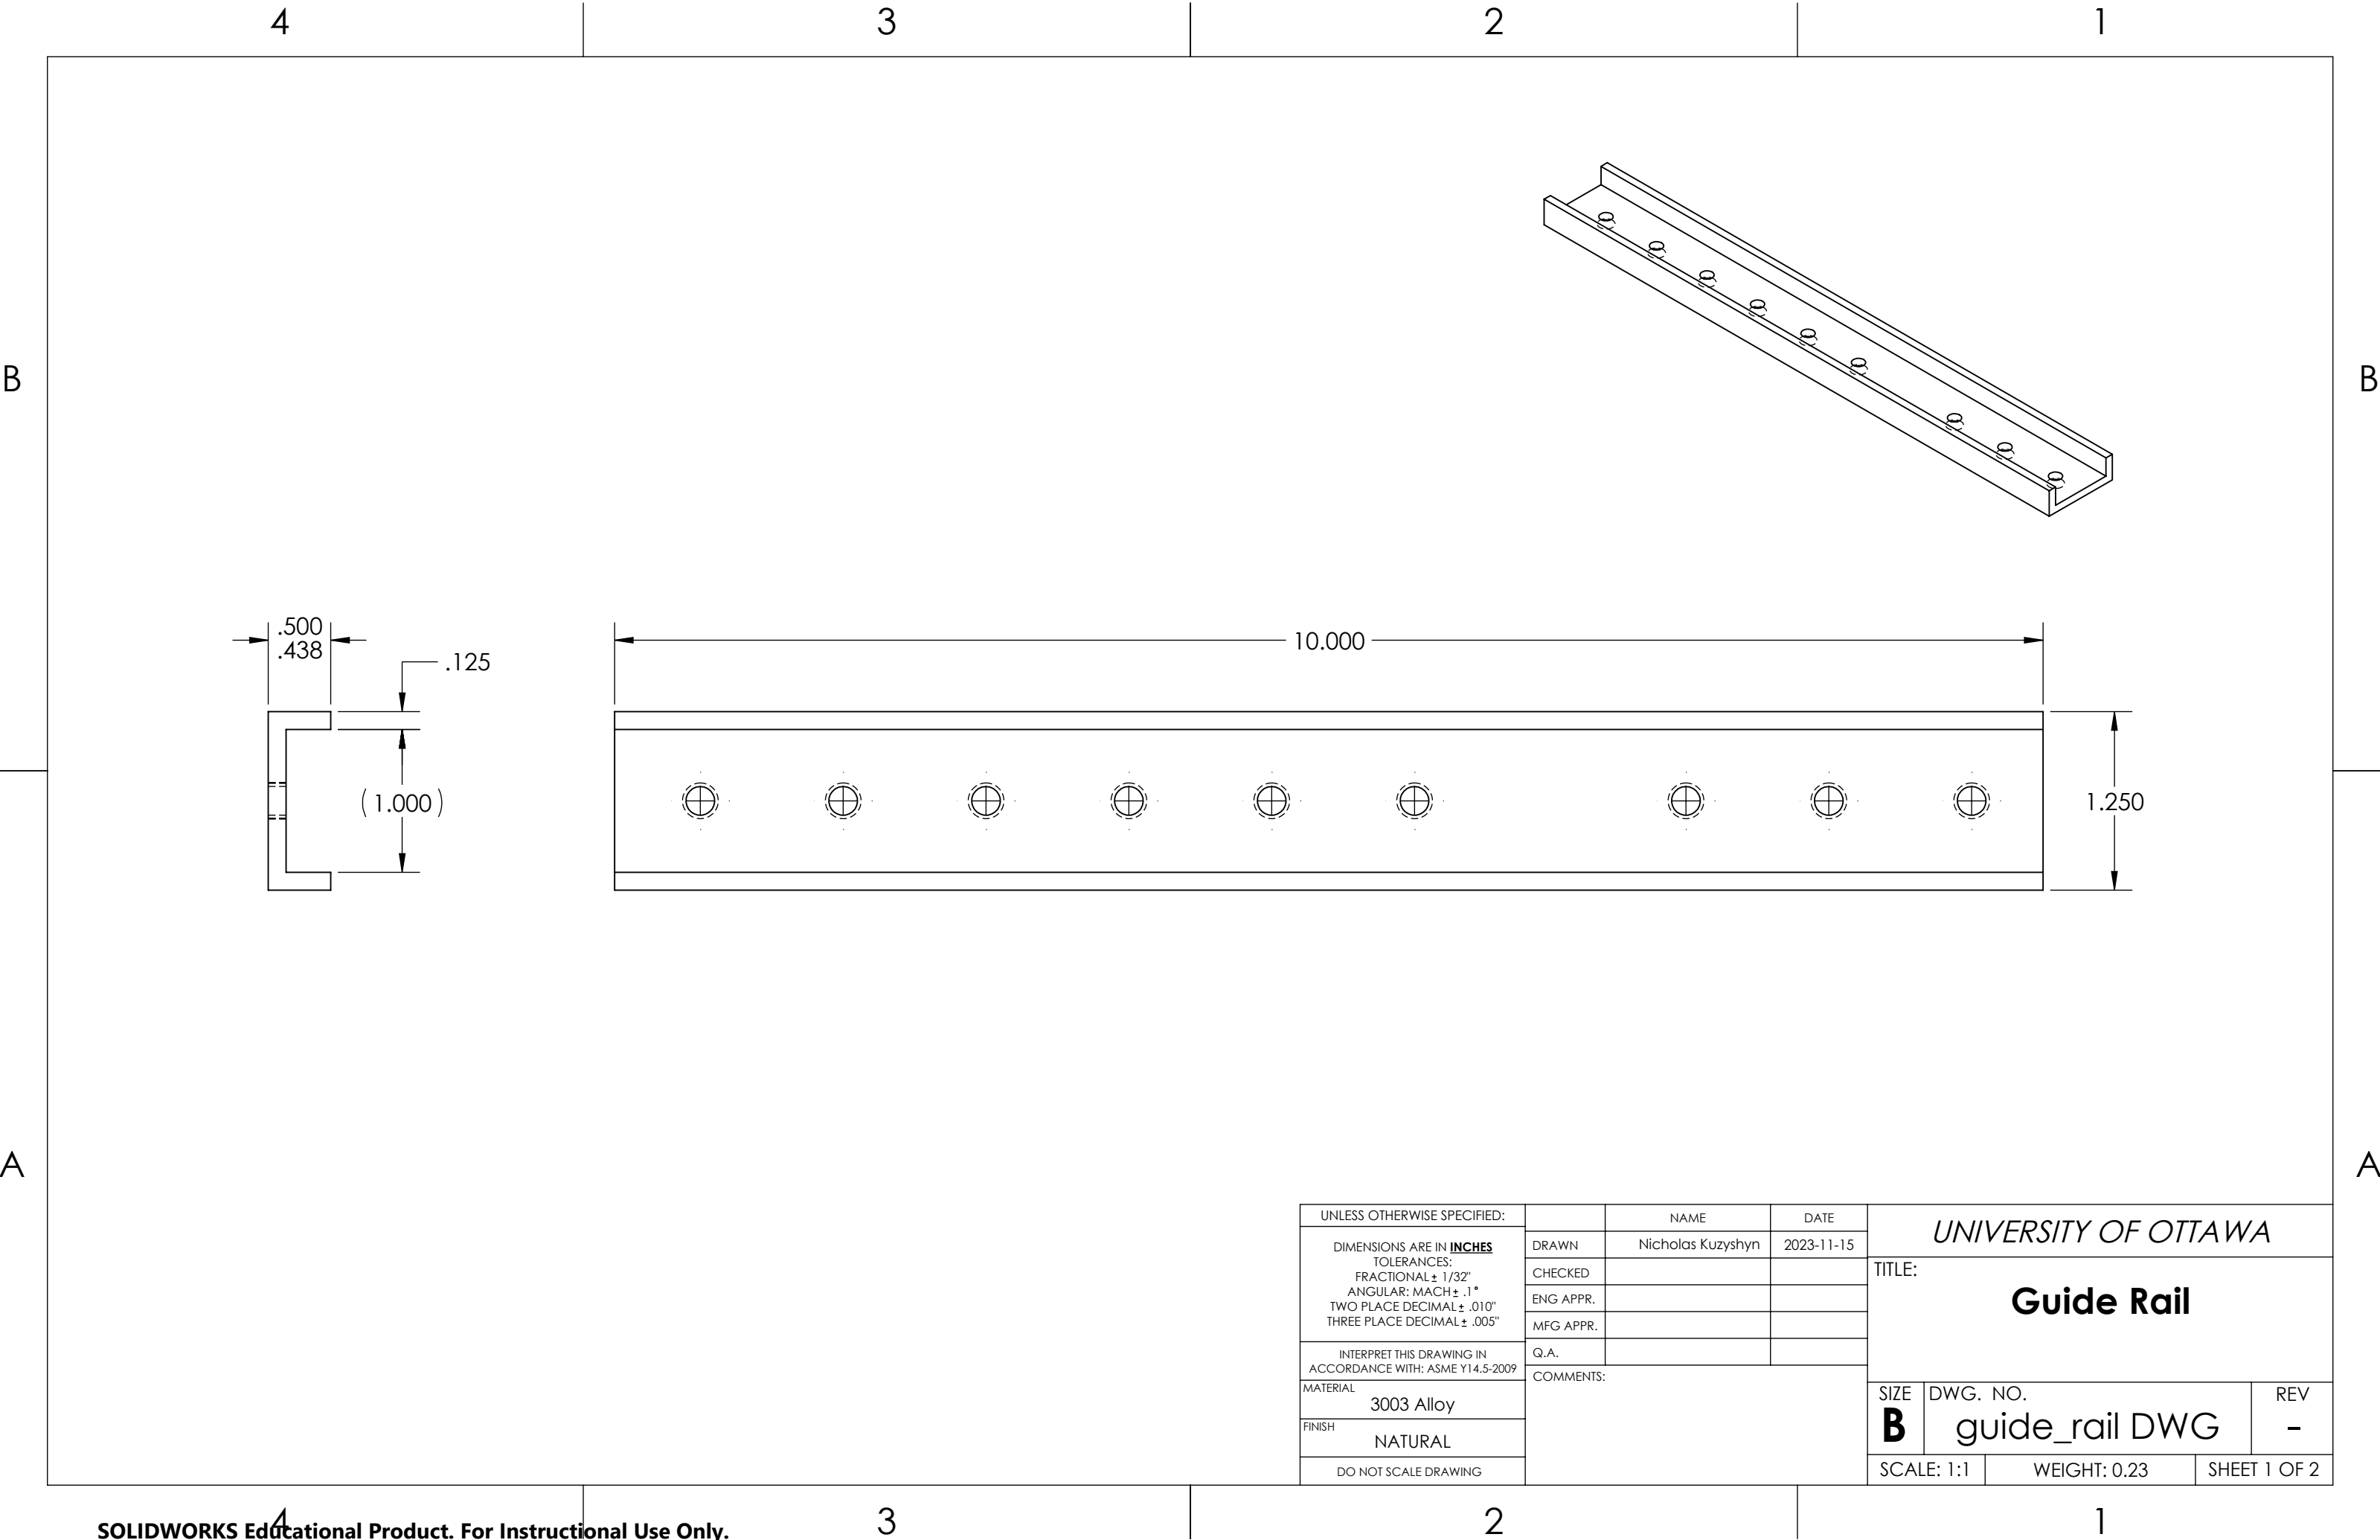 4 3 2 1
B B
.500
.438
.125
10.000
(1.000)
1.250
A A
UNLESS OTHERWISE SPECIFIED:
DIMENSIONS ARE IN INCHES
TOLERANCES:
FRACTIONAL ± 1/32"
ANGULAR: MACH ± .1°
TWO PLACE DECIMAL ± .010"
THREE PLACE DECIMAL ± .005"
INTERPRET THIS DRAWING IN
ACCORDANCE WITH: ASME Y14.5-2009
MATERIAL
3003 Alloy
FINISH
NATURAL
DO NOT SCALE DRAWING
NAME DATE
DRAWN Nicholas Kuzyshyn 2023-11-15
CHECKED
ENG APPR.
MFG APPR.
Q.A.
COMMENTS:
UNIVERSITY OF OTTAWA
TITLE:
Guide Rail
SIZE DWG. NO. REV
B guide_rail DWG -
SCALE: 1:1 WEIGHT: 0.23 SHEET 1 OF 2
4 3 2 1
SOLIDWORKS Educational Product. For Instructional Use Only.